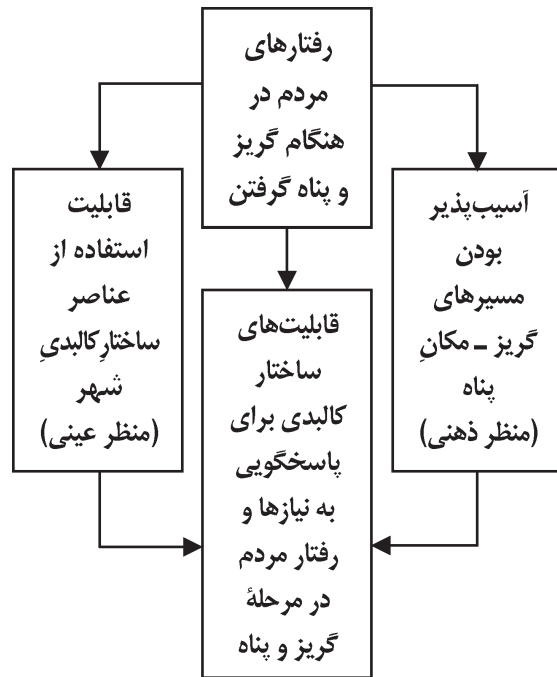 رفتارهای
مردم در
هنگام گریز
و پناه گرفتن
آسیب‌پذیر
بودن
مسیرهای
گریز ـ مکانِ
پناه
(منظر ذهنی)
قابلیت
استفاده از
عناصر
ساختارِکالبدیِ
شهر
(منظر عینی)
قابلیت‌های
ساختار
کالبدی برای
پاسخگویی
به نیازها و
رفتار مردم
در مرحلهٔ
گریز و پناه